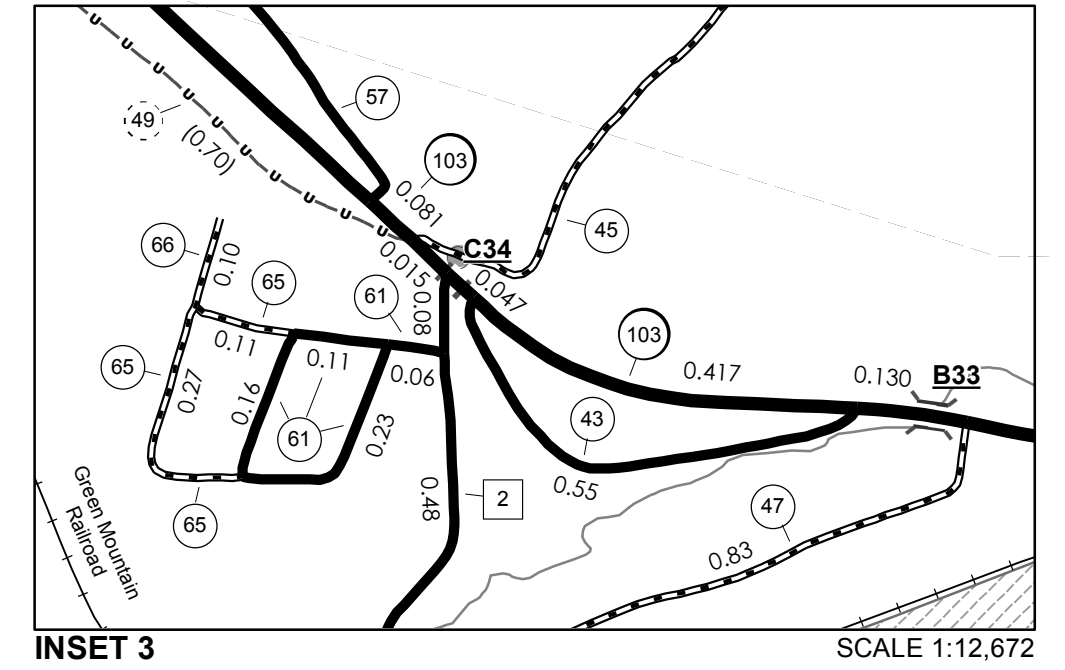 U
U
57
U
49
(0.70)
U
103
U
0.081
U
U
U
45
U
C34
66
0.015
0.10
65
61
0.08
0.047
103
0.11
0.11
0.06
65
0.417
0.130
B33
0.27
0.16
61
0.23
43
Green Mountain
Railroad
0.48
2
0.55
47
65
0.83
INSET 3
SCALE 1:12,672